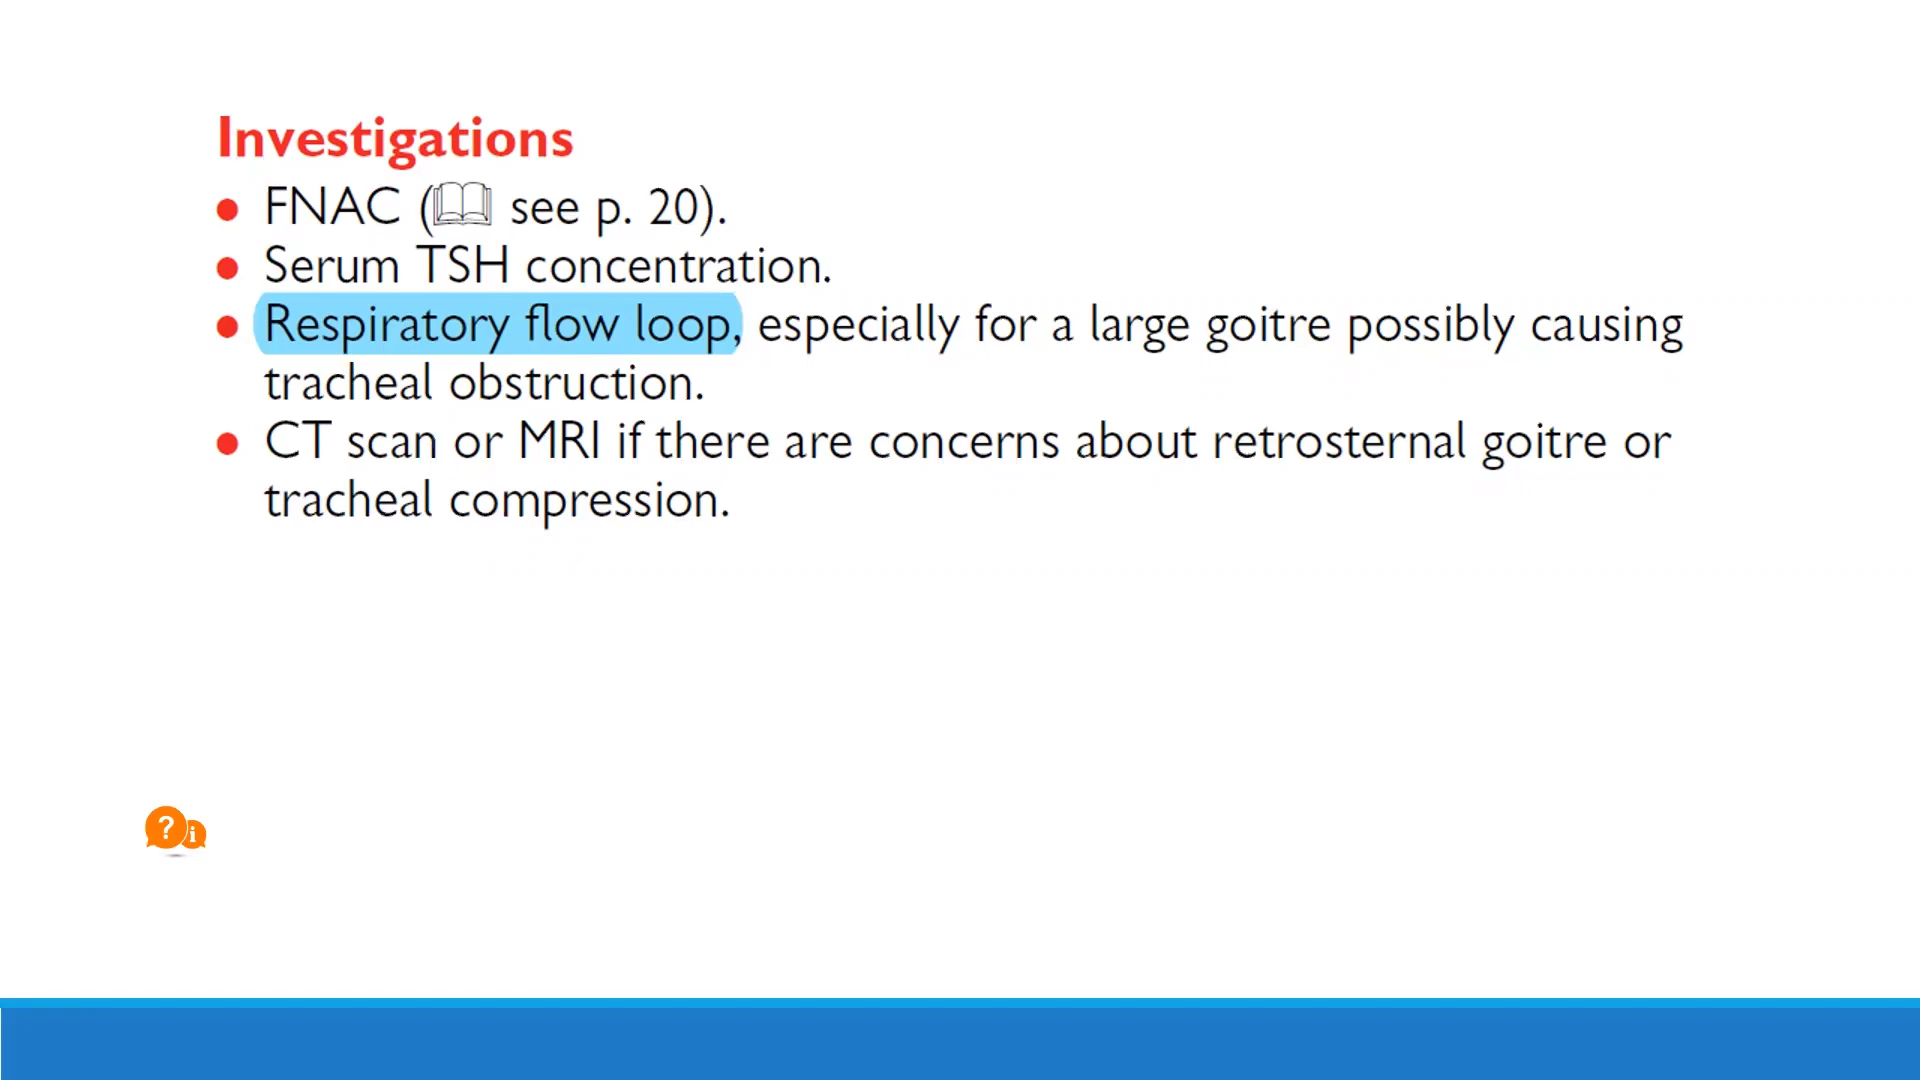 Investigations
● FNAC (📖 see p. 20).
● Serum TSH concentration.
● Respiratory flow loop, especially for a large goitre possibly causing
tracheal obstruction.
● CT scan or MRI if there are concerns about retrosternal goitre or
tracheal compression.
? i